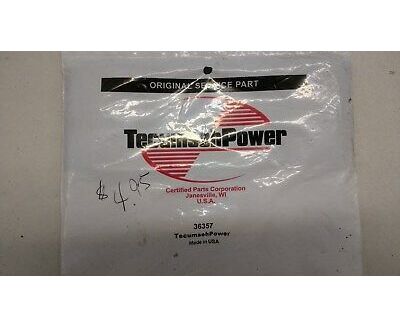 ORIGINAL SERVICE PART
TecumsehPower
Certified Parts Corporation
Janesville, WI
U.S.A.
$ 4.95
36357
TecumsehPower
Made in USA